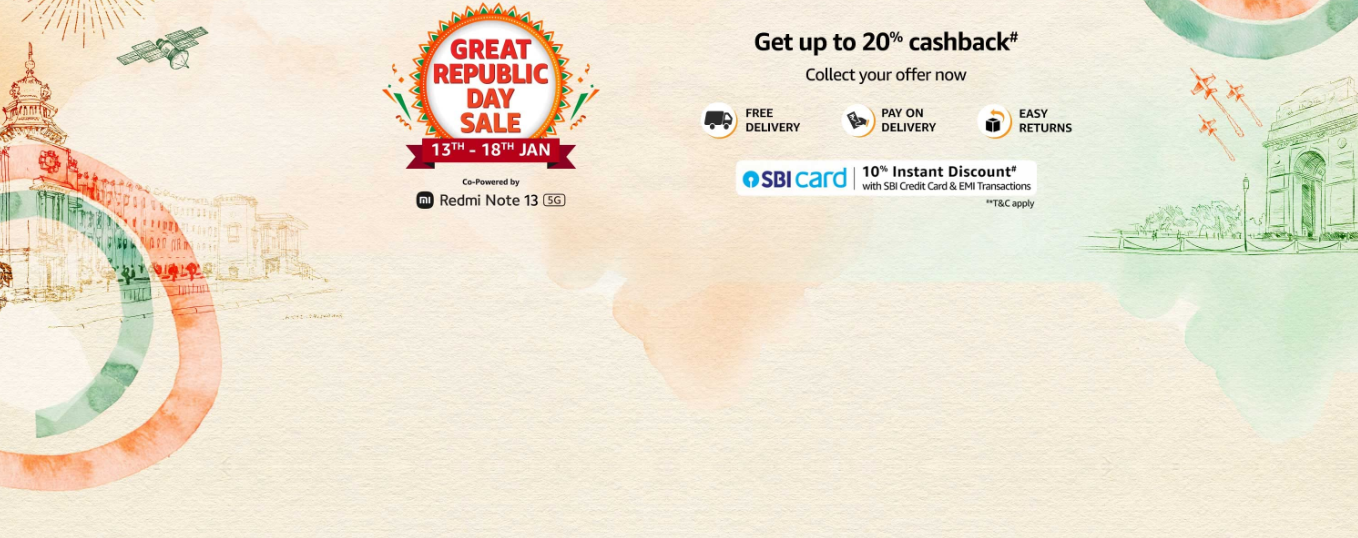 GREAT
REPUBLIC
DAY
SALE
13TH - 18TH JAN
Co-Powered by
mi Redmi Note 13 5G
Get up to 20% cashback#
Collect your offer now
FREE
DELIVERY
PAY ON
DELIVERY
EASY
RETURNS
SBI card
10% Instant Discount#
with SBI Credit Card & EMI Transactions
#*T&C apply